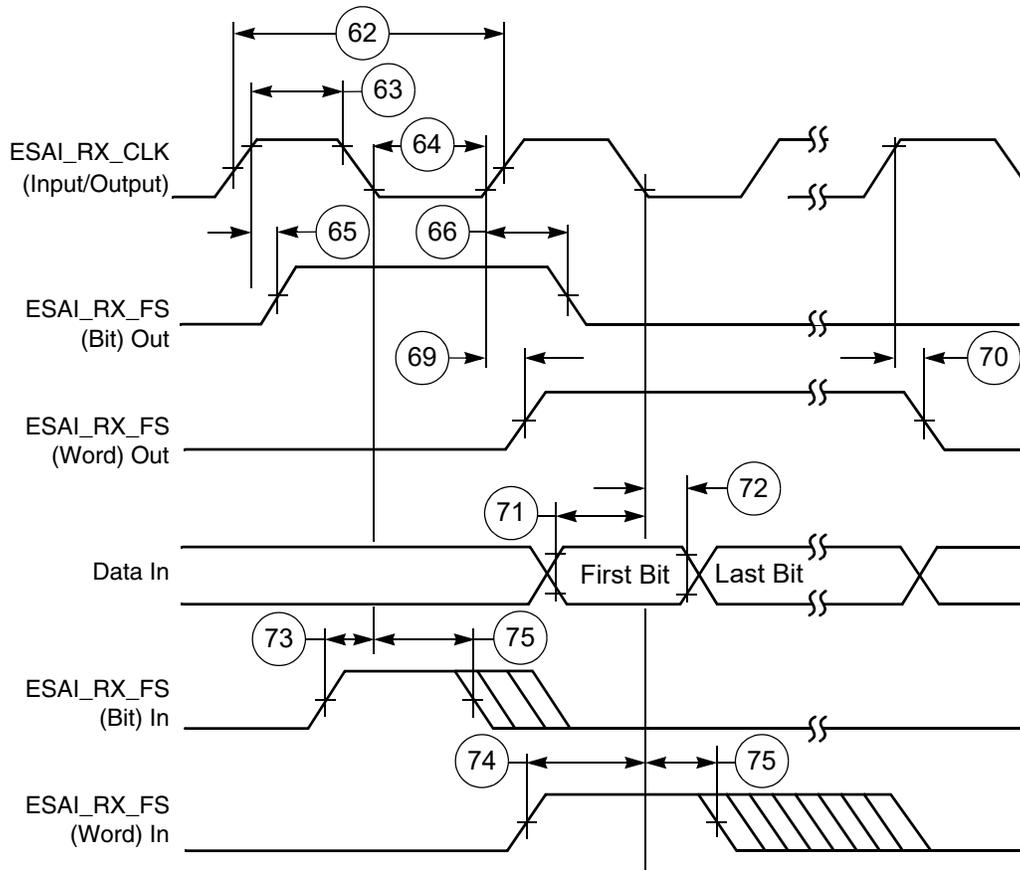 62
63
ESAI_RX_CLK
(Input/Output)
64
65
66
ESAI_RX_FS
(Bit) Out
69
70
ESAI_RX_FS
(Word) Out
71
72
Data In
First Bit
Last Bit
73
75
ESAI_RX_FS
(Bit) In
74
75
ESAI_RX_FS
(Word) In